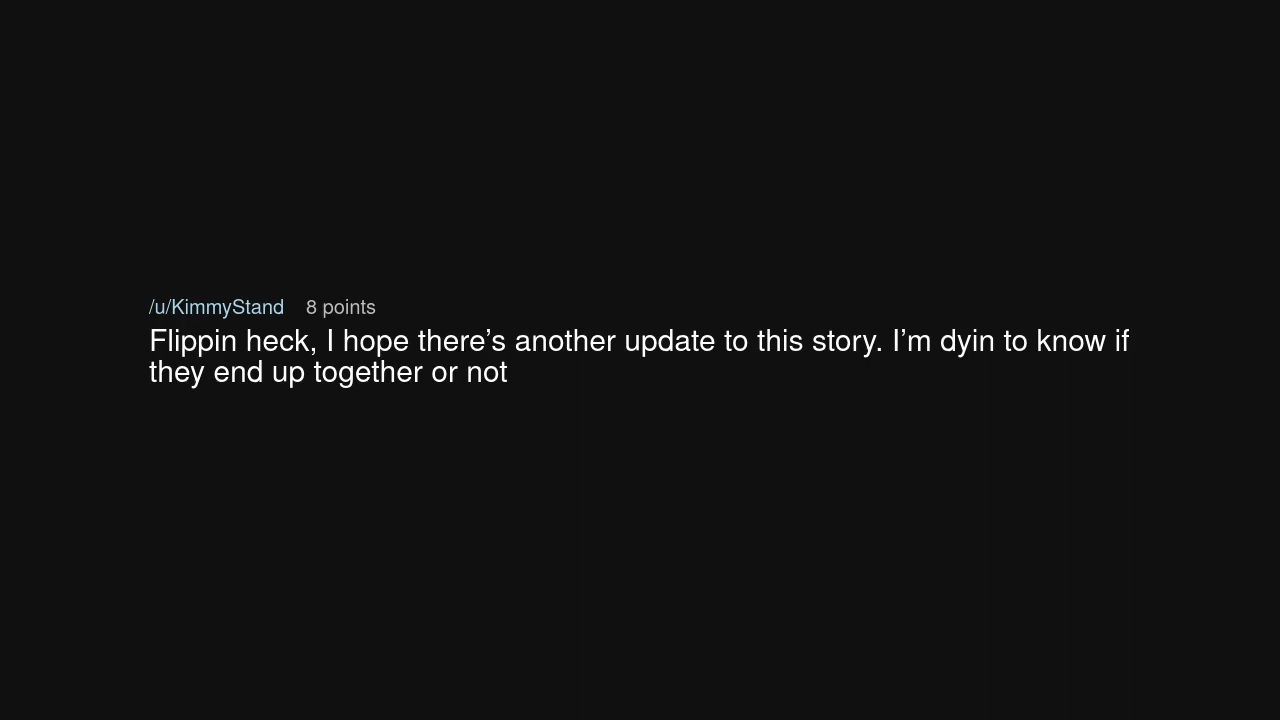 /u/KimmyStand 8 points
Flippin heck, I hope there’s another update to this story. I’m dyin to know if
they end up together or not